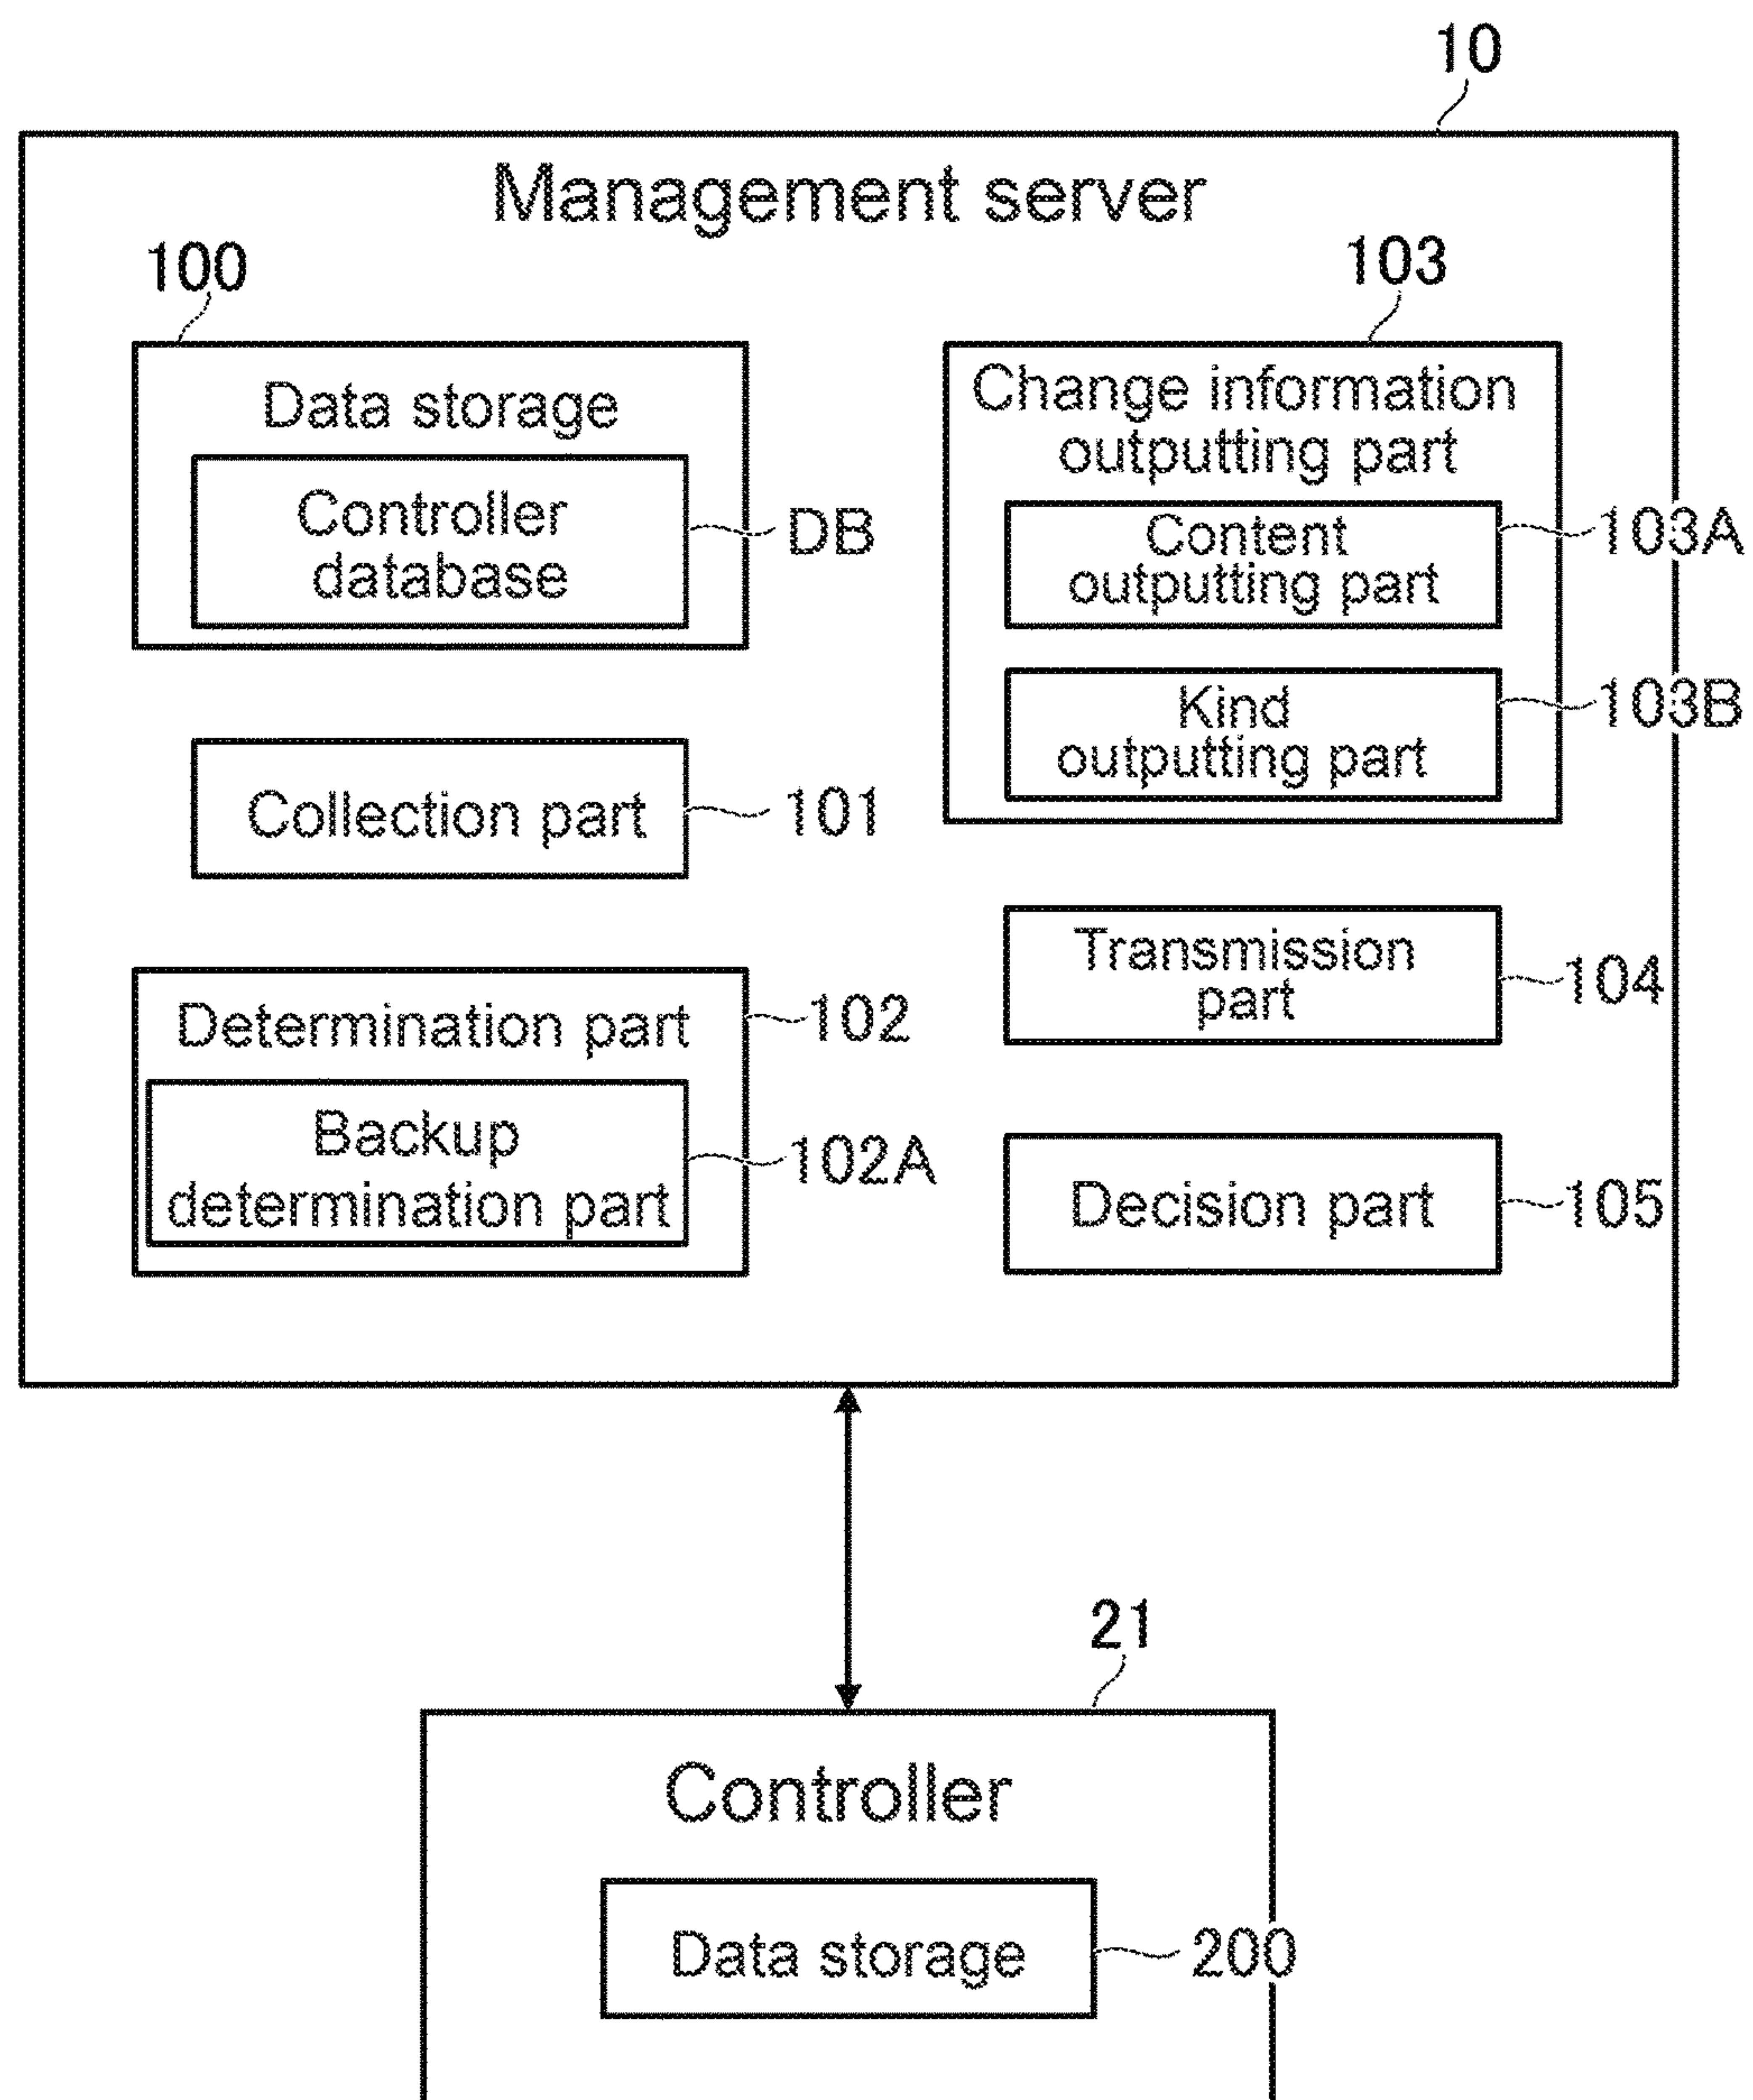 10
Management server
100
Data storage
Controller
database
DB
Collection part
101
Determination part
102
Backup
determination part
102A
103
Change information
outputting part
Content
outputting part
103A
Kind
outputting part
103B
Transmission
part
104
Decision part
105
21
Controller
Data storage
200